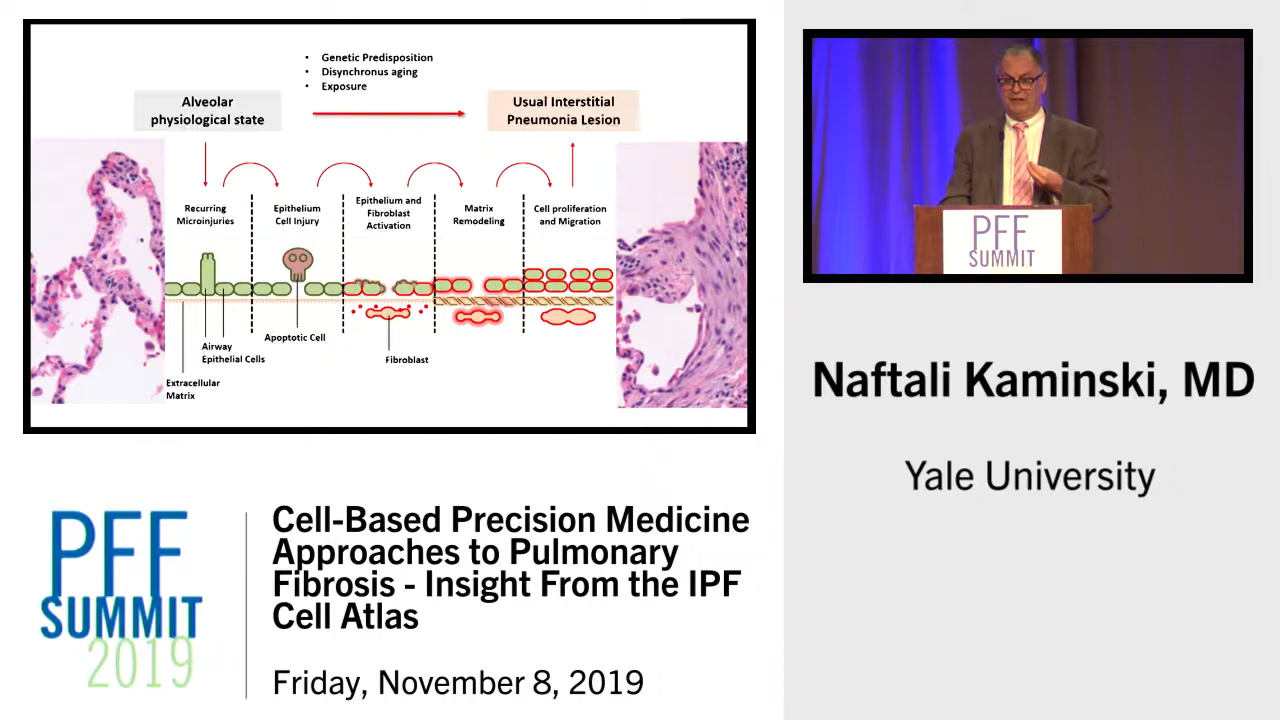 • Genetic Predisposition
• Disynchronus aging
• Exposure
Alveolar
physiological state
Usual Interstitial
Pneumonia Lesion
Recurring
Microinjuries
Epithelium
Cell Injury
Epithelium and
Fibroblast
Activation
Matrix
Remodeling
Cell proliferation
and Migration
Airway
Epithelial Cells
Apoptotic Cell
Fibroblast
Extracellular
Matrix
PFF
SUMMIT
Naftali Kaminski, MD
Yale University
PFF
SUMMIT
2019
Cell-Based Precision Medicine
Approaches to Pulmonary
Fibrosis - Insight From the IPF
Cell Atlas
Friday, November 8, 2019